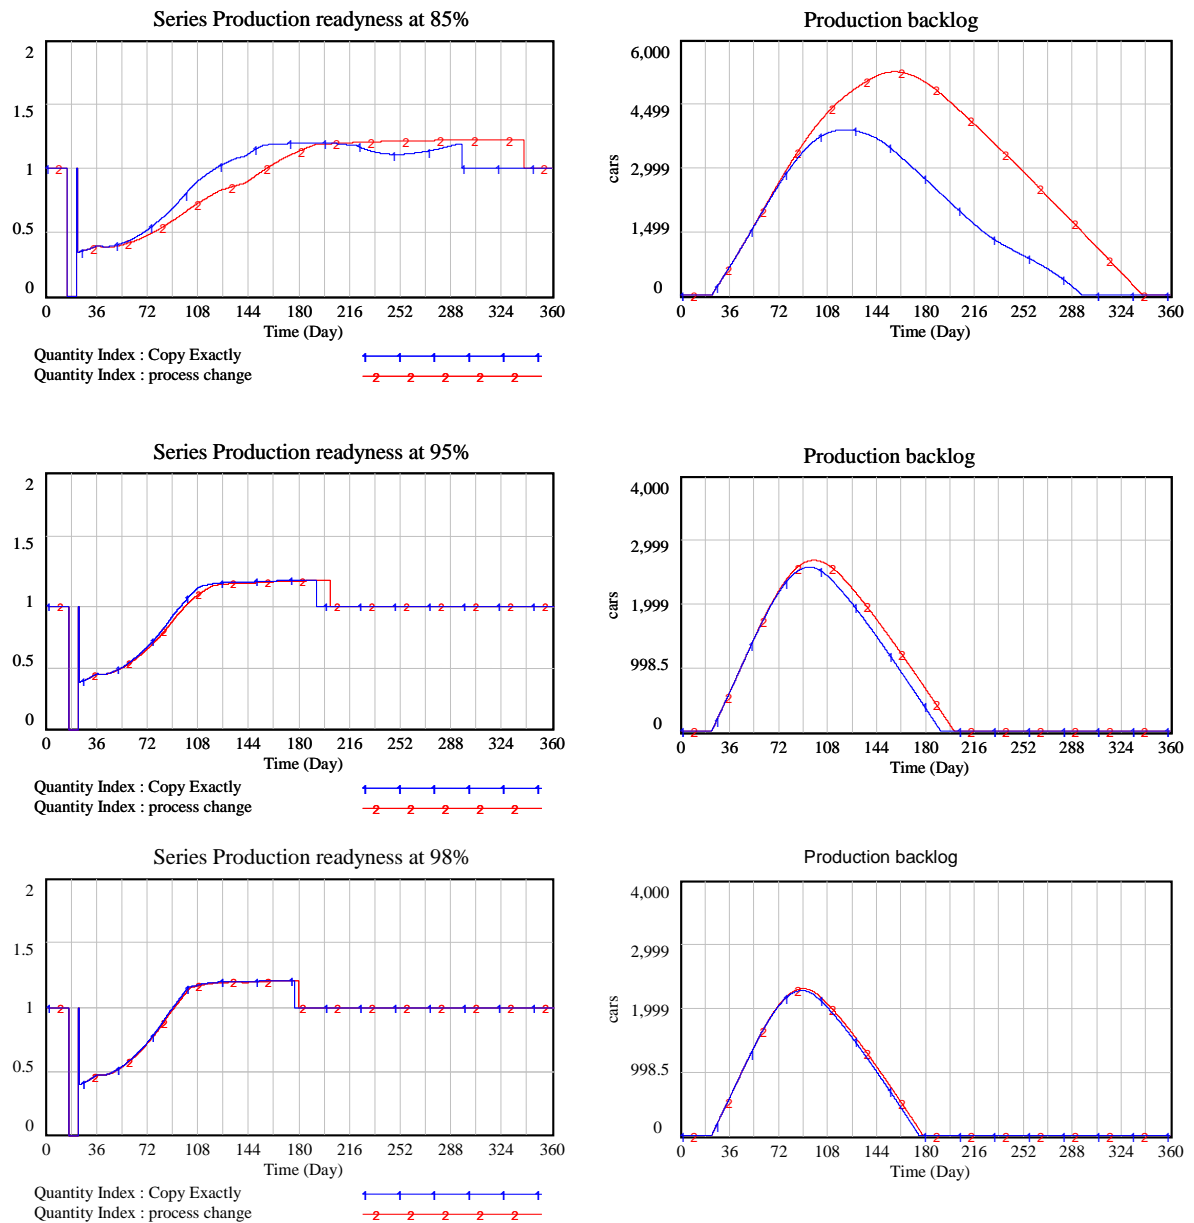 Series Production readyness at 85%
2
1.5
1
0.5
0
0 36 72 108 144 180 216 252 288 324 360
Time (Day)
Quantity Index : Copy Exactly
Quantity Index : process change
Production backlog
6,000
4,499
2,999
1,499
0
cars
0 36 72 108 144 180 216 252 288 324 360
Time (Day)
Series Production readyness at 95%
2
1.5
1
0.5
0
0 36 72 108 144 180 216 252 288 324 360
Time (Day)
Quantity Index : Copy Exactly
Quantity Index : process change
Production backlog
4,000
2,999
1,999
998.5
0
cars
0 36 72 108 144 180 216 252 288 324 360
Time (Day)
Series Production readyness at 98%
2
1.5
1
0.5
0
0 36 72 108 144 180 216 252 288 324 360
Time (Day)
Quantity Index : Copy Exactly
Quantity Index : process change
Production backlog
4,000
2,999
1,999
998.5
0
cars
0 36 72 108 144 180 216 252 288 324 360
Time (Day)